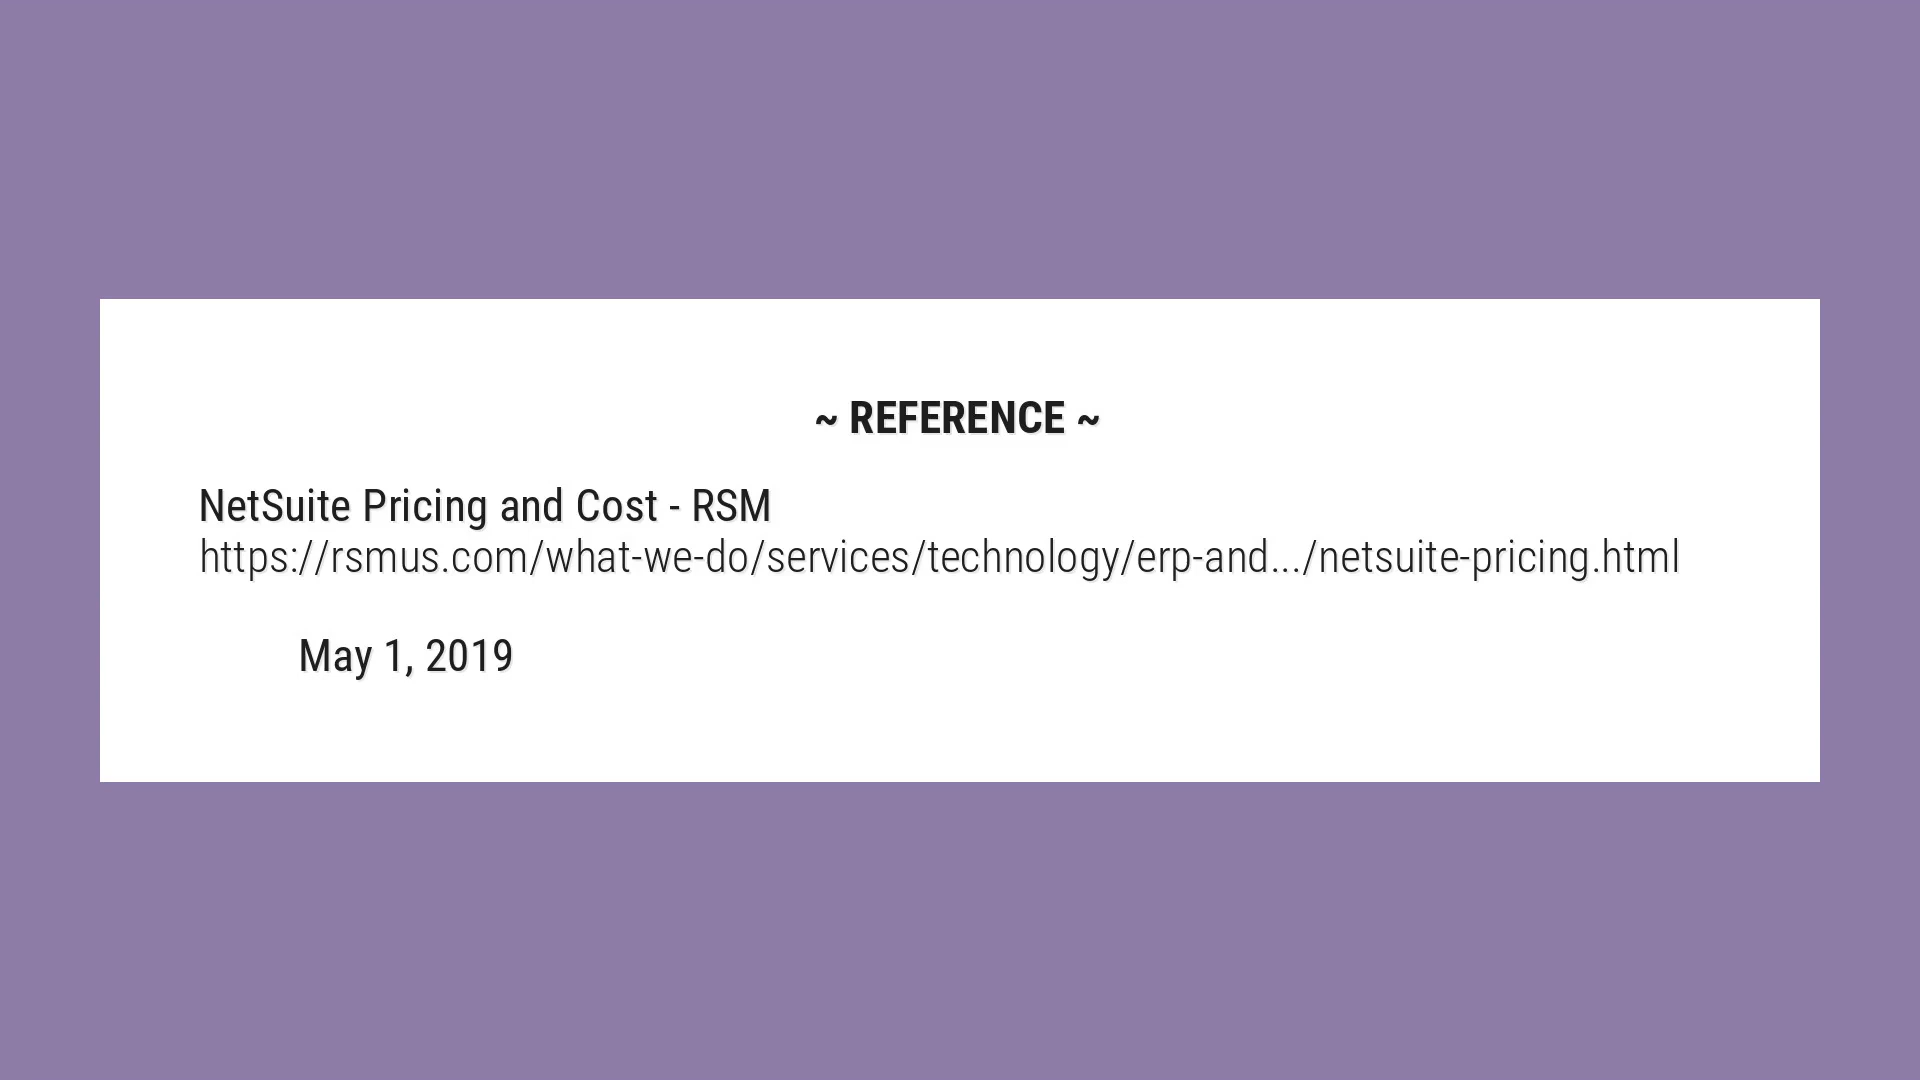 ~ REFERENCE ~
NetSuite Pricing and Cost - RSM
https://rsmus.com/what-we-do/services/technology/erp-and.../netsuite-pricing.html
May 1, 2019